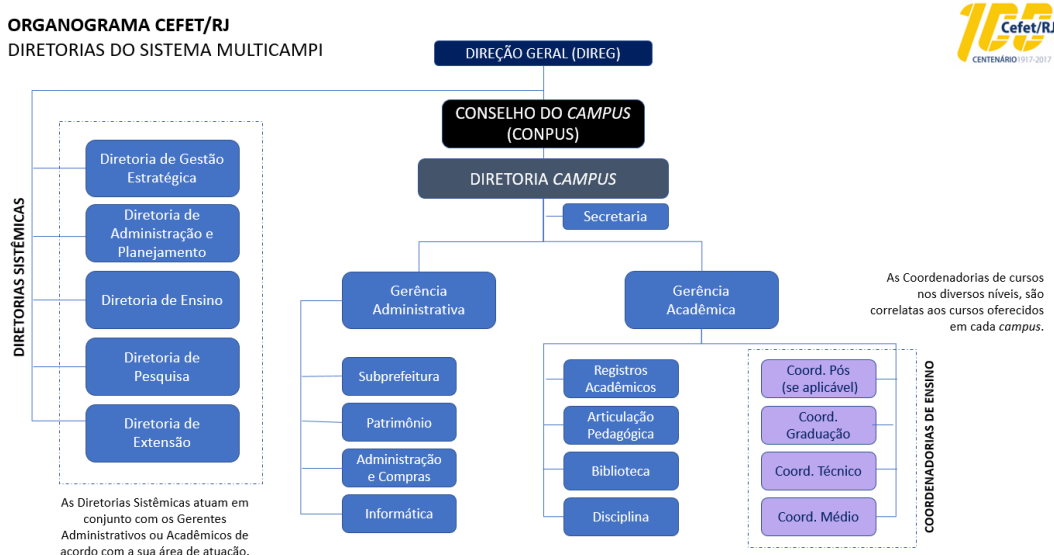 ORGANOGRAMA CEFET/RJ
DIRETORIAS DO SISTEMA MULTICAMPI
100
Cefet/RJ
CENTENÁRIO 1917-2017
DIREÇÃO GERAL (DIREG)
CONSELHO DO CAMPUS
(CONPUS)
DIRETORIA CAMPUS
Secretaria
DIRETORIAS SISTÊMICAS
Diretoria de Gestão
Estratégica
Diretoria de
Administração e
Planejamento
Diretoria de Ensino
Diretoria de
Pesquisa
Diretoria de
Extensão
As Diretorias Sistêmicas atuam em
conjunto com os Gerentes
Administrativos ou Acadêmicos de
acordo com a sua área de atuação.
Gerência
Administrativa
Subprefeitura
Patrimônio
Administração
e Compras
Informática
Gerência
Acadêmica
Registros
Acadêmicos
Articulação
Pedagógica
Biblioteca
Disciplina
As Coordenadorias de cursos
nos diversos níveis, são
correlatas aos cursos oferecidos
em cada campus.
Coord. Pós
(se aplicável)
Coord.
Graduação
Coord. Técnico
Coord. Médio
COORDENADORIAS DE ENSINO